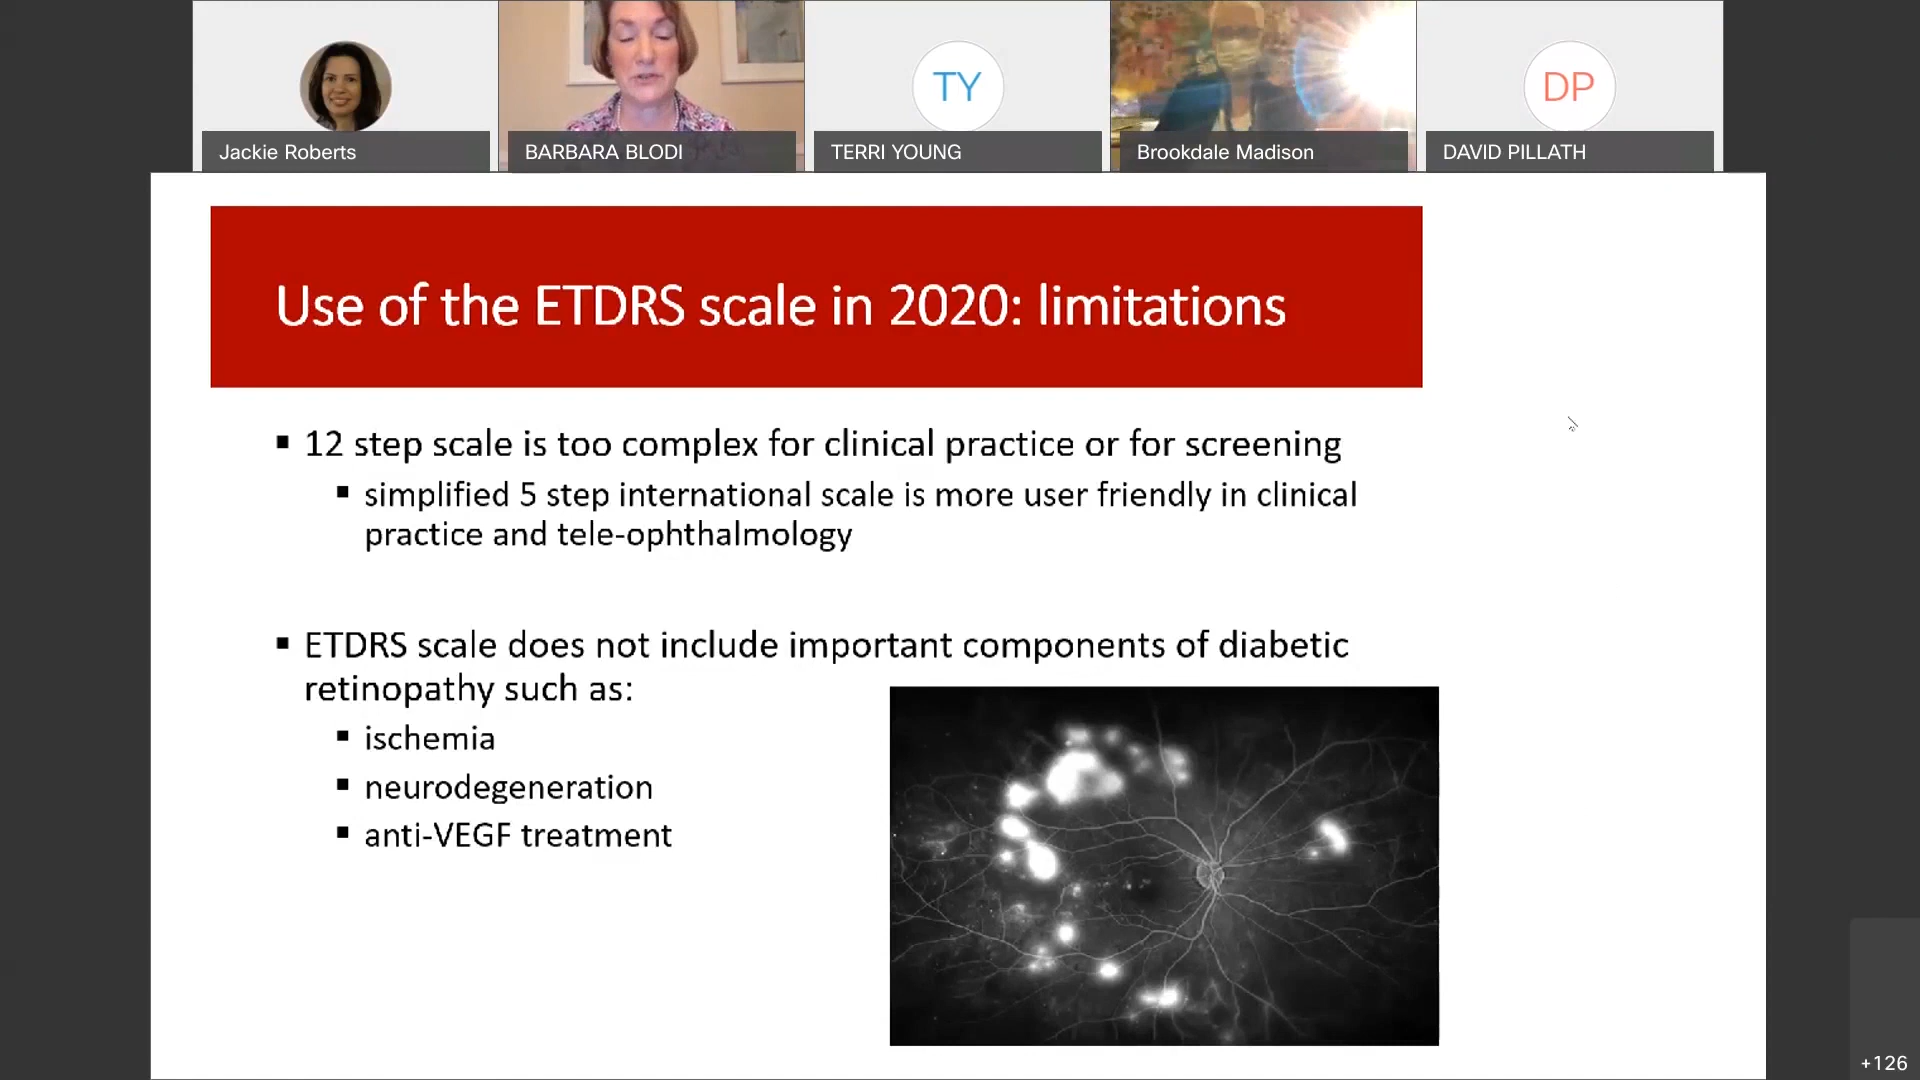 TY
DP
Jackie Roberts
BARBARA BLODI
TERRI YOUNG
Brookdale Madison
DAVID PILLATH
Use of the ETDRS scale in 2020: limitations
▪ 12 step scale is too complex for clinical practice or for screening
▪ simplified 5 step international scale is more user friendly in clinical
practice and tele-ophthalmology
▪ ETDRS scale does not include important components of diabetic
retinopathy such as:
▪ ischemia
▪ neurodegeneration
▪ anti-VEGF treatment
+126